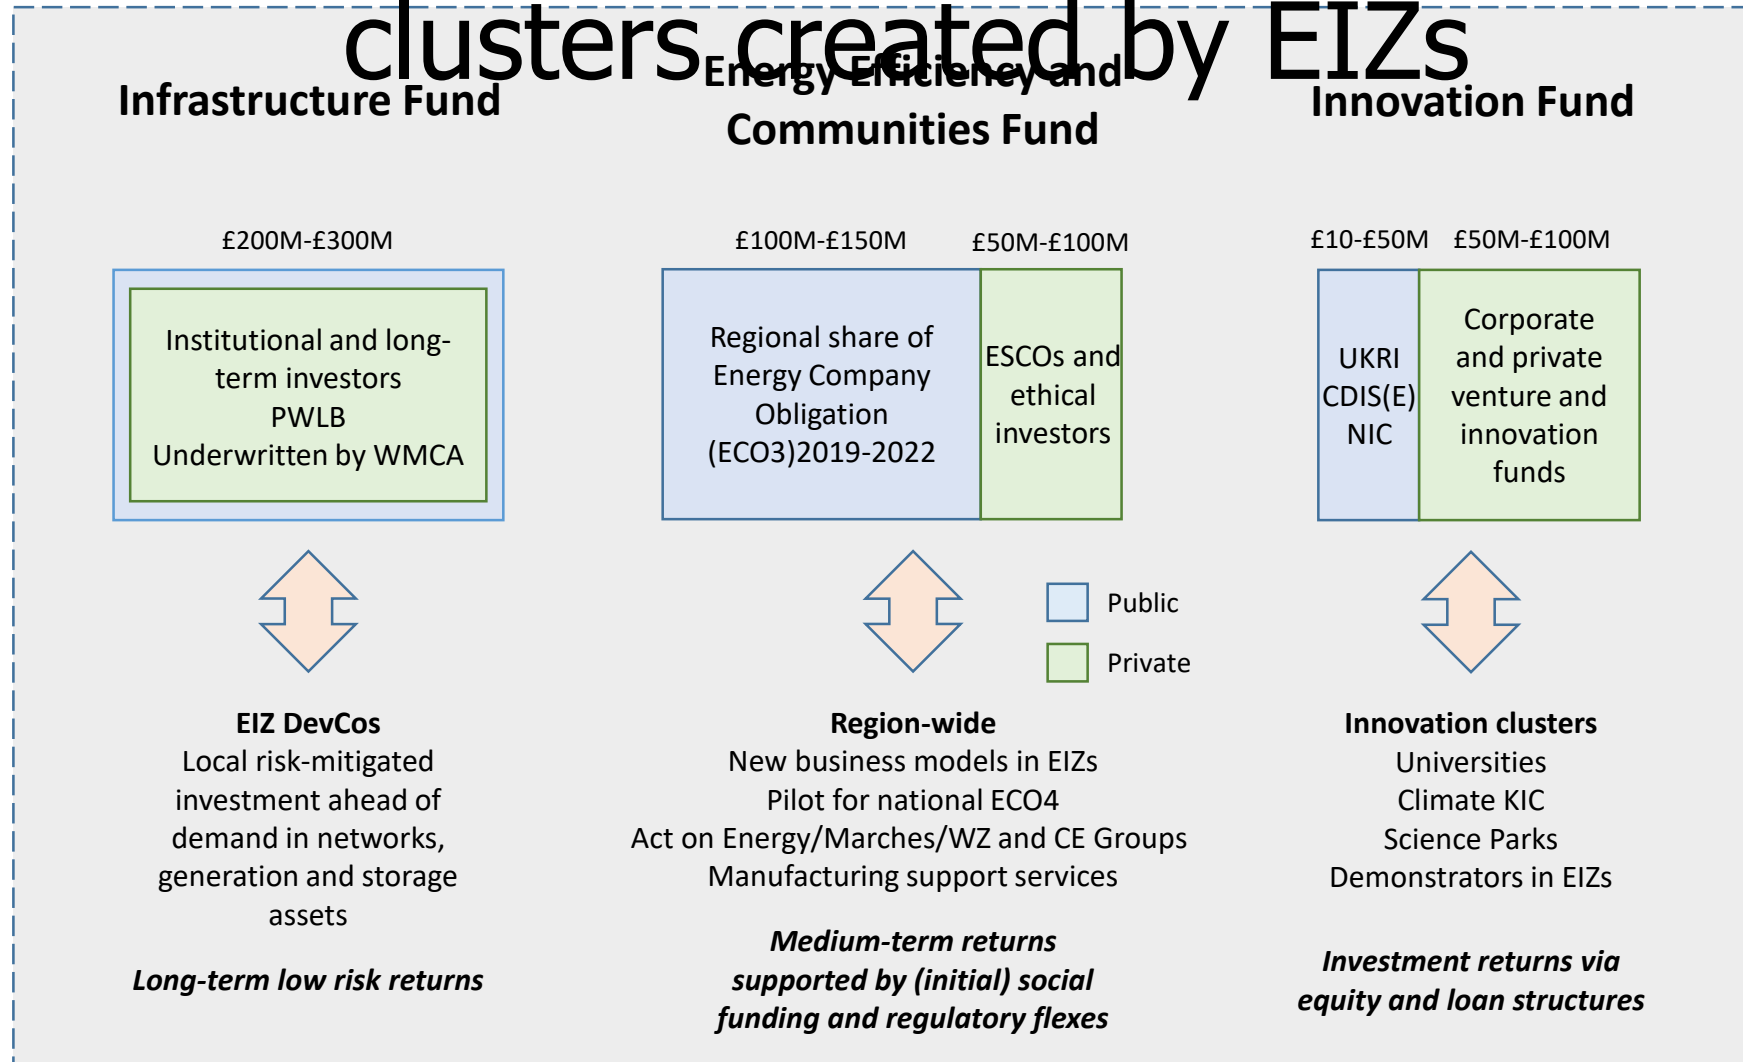 clusters created by EIZs
Infrastructure Fund
£200M-£300M
Institutional and long-
term investors
PWLB
Underwritten by WMCA
EIZ DevCos
Local risk-mitigated
investment ahead of
demand in networks,
generation and storage
assets
Long-term low risk returns
Energy Efficiency and
Communities Fund
£100M-£150M
£50M-£100M
Regional share of
Energy Company
Obligation
(ECO3)2019-2022
ESCOs and
ethical
investors
Public
Private
Region-wide
New business models in EIZs
Pilot for national ECO4
Act on Energy/Marches/WZ and CE Groups
Manufacturing support services
Medium-term returns
supported by (initial) social
funding and regulatory flexes
Innovation Fund
£10-£50M
£50M-£100M
UKRI
CDIS(E)
NIC
Corporate
and private
venture and
innovation
funds
Innovation clusters
Universities
Climate KIC
Science Parks
Demonstrators in EIZs
Investment returns via
equity and loan structures